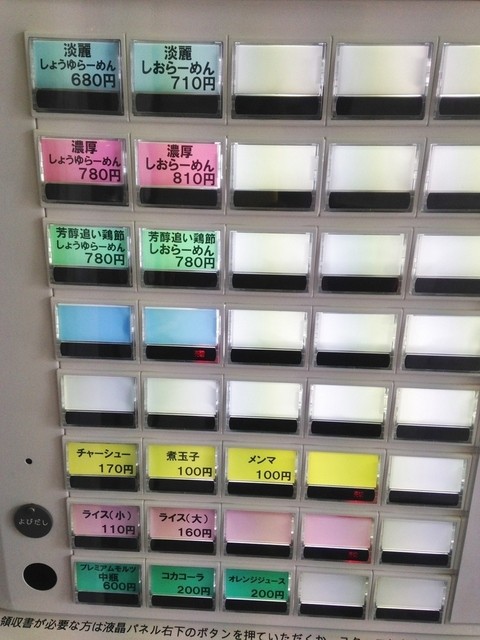 淡麗
しょうゆらーめん
680円
淡麗
しおらーめん
710円
濃厚
しょうゆらーめん
780円
濃厚
しおらーめん
810円
芳醇追い鶏節
しょうゆらーめん
780円
芳醇追い鶏節
しおらーめん
780円
チャーシュー
170円
煮玉子
100円
メンマ
100円
ライス(小)
110円
ライス(大)
160円
よびだし
プレミアムモルツ
中瓶
600円
コカコーラ
200円
オレンジジュース
200円
領収書が必要な方は液晶パネル右下のボタンを押していただくか、スタ